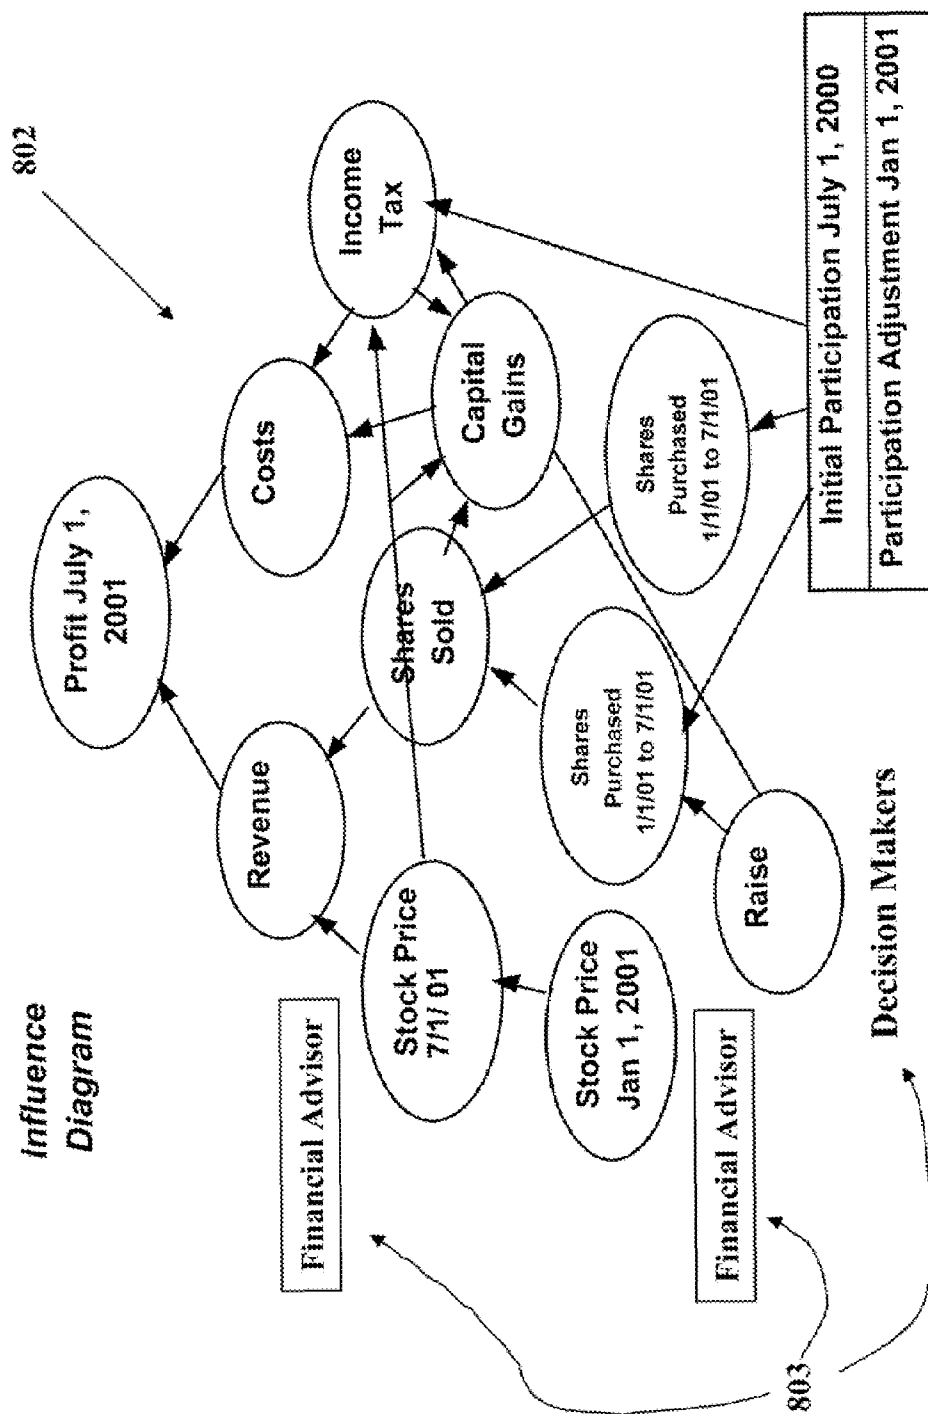 Influence
Diagram
802
Profit July 1,
2001
Financial Advisor
Revenue
Costs
Income
Tax
Stock Price
7/1/ 01
Shares
Sold
Capital
Gains
Stock Price
Jan 1, 2001
Shares
Purchased
1/1/01 to 7/1/01
Shares
Purchased
1/1/01 to 7/1/01
Financial Advisor
Raise
803
Decision Makers
Initial Participation July 1, 2000
Participation Adjustment Jan 1, 2001